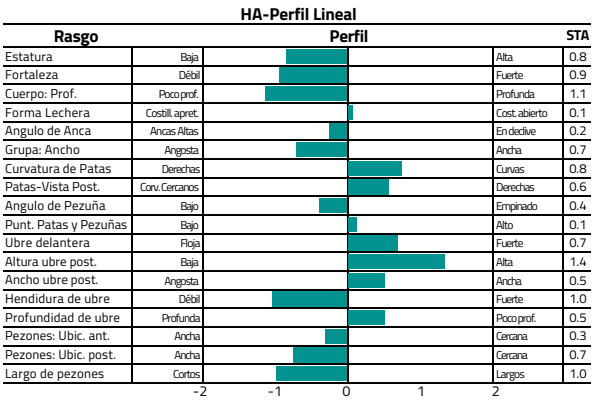 HA-Perfil Lineal
Rasgo Perfil STA
Estatura Baja Alta 0.8
Fortaleza Débil Fuerte 0.9
Cuerpo: Prof. Poco prof. Profunda 1.1
Forma Lechera Costill. apret. Cost. abierto 0.1
Angulo de Anca Ancas Altas En declive 0.2
Grupa: Ancho Angosta Ancha 0.7
Curvatura de Patas Derechas Curvas 0.8
Patas-Vista Post. Corv. Cercanos Derechas 0.6
Angulo de Pezuña Bajo Empinado 0.4
Punt. Patas y Pezuñas Bajo Alto 0.1
Ubre delantera Floja Fuerte 0.7
Altura ubre post. Baja Alta 1.4
Ancho ubre post. Angosta Ancha 0.5
Hendidura de ubre Débil Fuerte 1.0
Profundidad de ubre Profunda Poco prof. 0.5
Pezones: Ubic. ant. Ancha Cercana 0.3
Pezones: Ubic. post. Ancha Cercana 0.7
Largo de pezones Cortos Largos 1.0
-2 -1 0 1 2